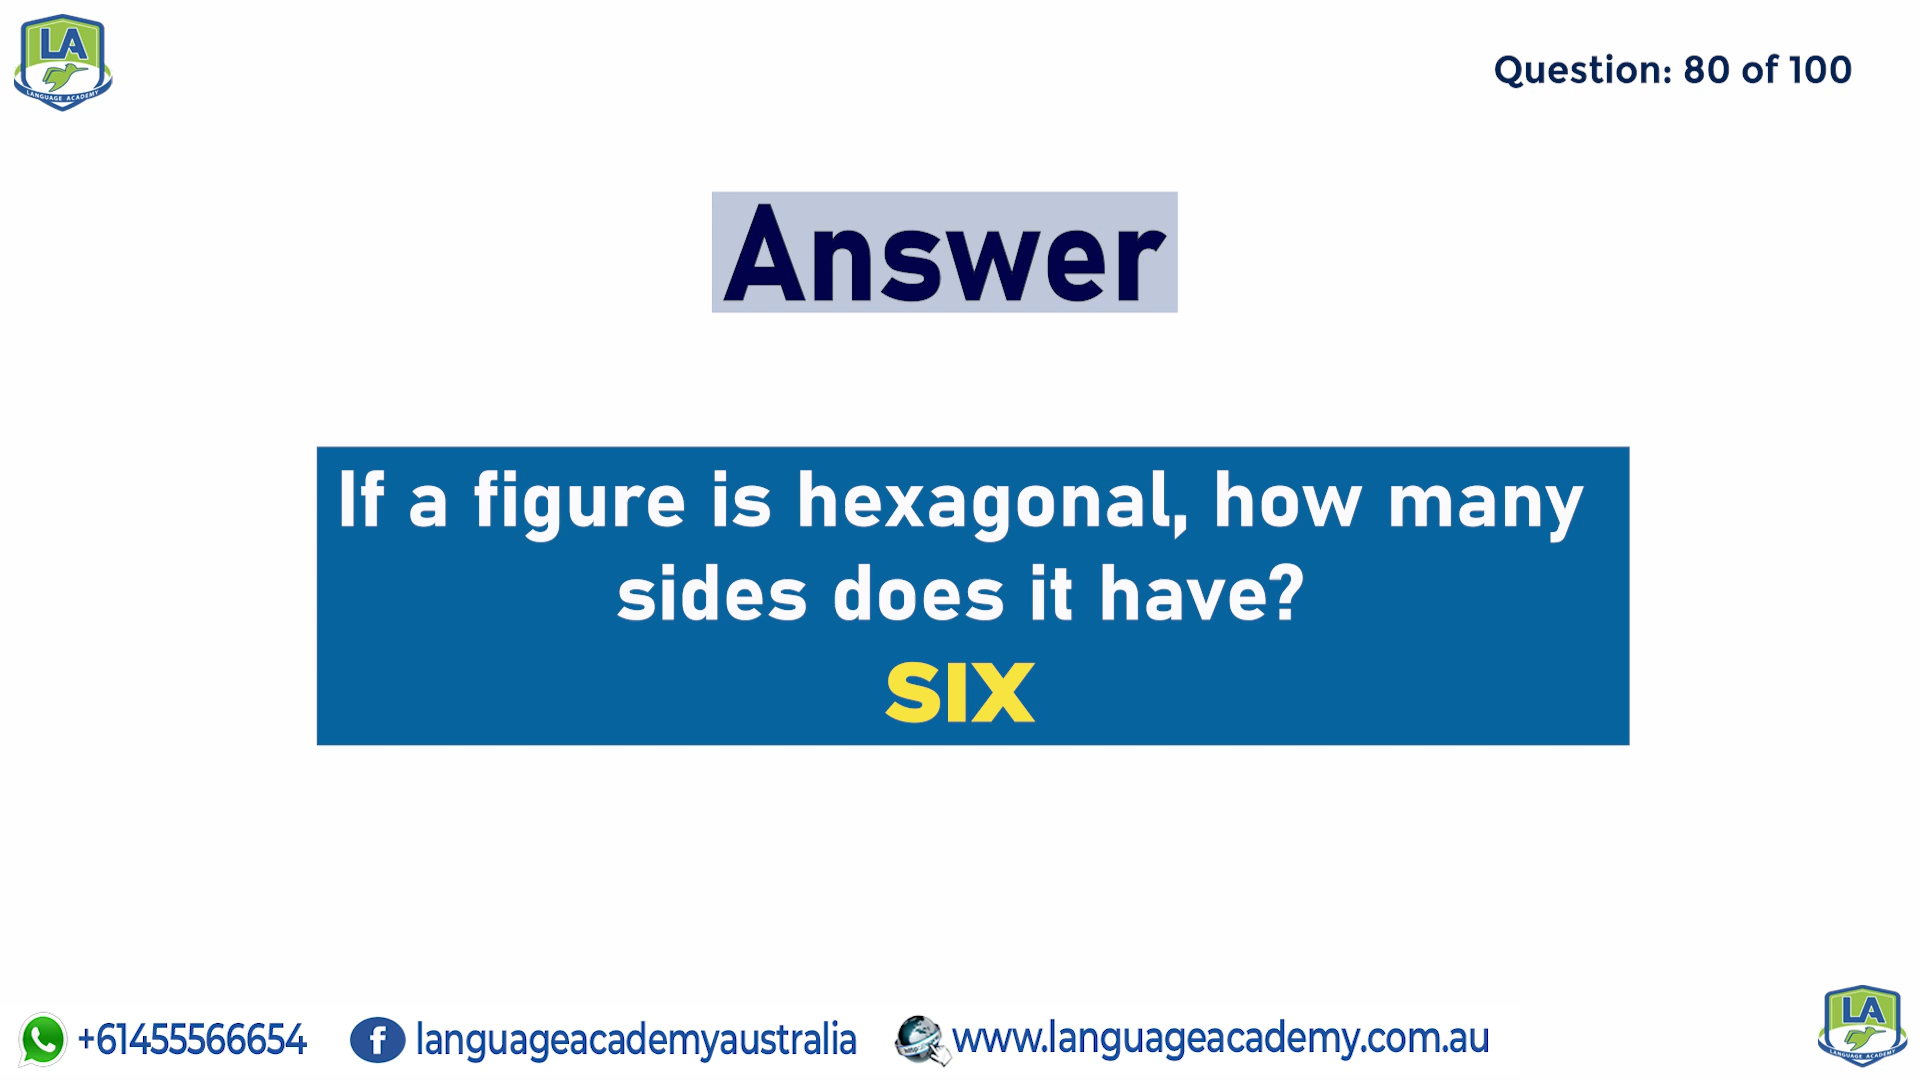 LA
LANGUAGE ACADEMY
Question: 80 of 100
Answer
If a figure is hexagonal, how many
sides does it have?
SIX
+61455566654
f languageacademyaustralia
http
www.languageacademy.com.au
LA
LANGUAGE ACADEMY